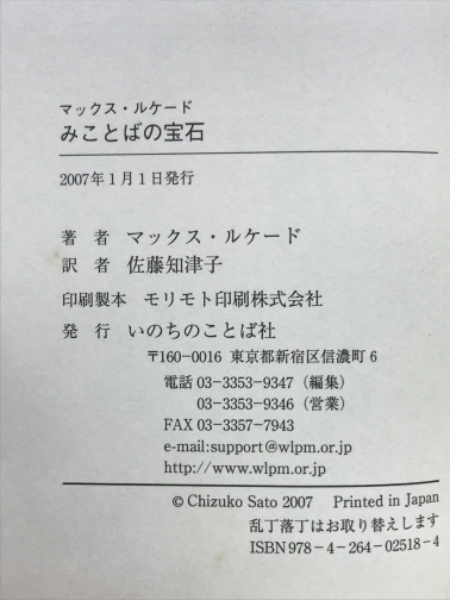 マックス・ルケード
みことばの宝石
2007年1月1日発行
著 者 マックス・ルケード
訳 者 佐藤知津子
印刷製本 モリモト印刷株式会社
発 行 いのちのことば社
〒160-0016 東京都新宿区信濃町6
電話 03-3353-9347（編集）
03-3353-9346（営業）
FAX 03-3357-7943
e-mail:support@wlpm.or.jp
http://www.wlpm.or.jp
© Chizuko Sato 2007 Printed in Japan
乱丁落丁はお取り替えします
ISBN978-4-264-02518-4